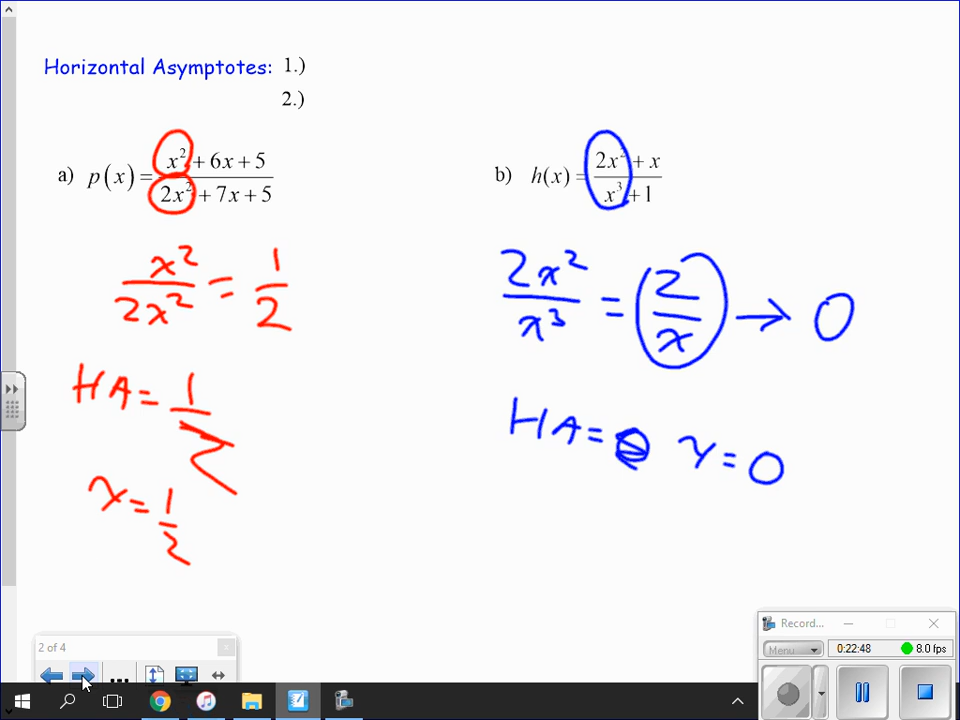 Horizontal Asymptotes: 1.)
2.)
a) p(x) = (x² + 6x + 5)/(2x² + 7x + 5)
b) h(x) = (2x² + x)/(x³ + 1)
x²/2x² = 1/2
2x²/x³ = 2/x → 0
HA = 1/2
HA = y = 0
x = 1/2
2 of 4
Record...
Menu
0:22:48
8.0 fps